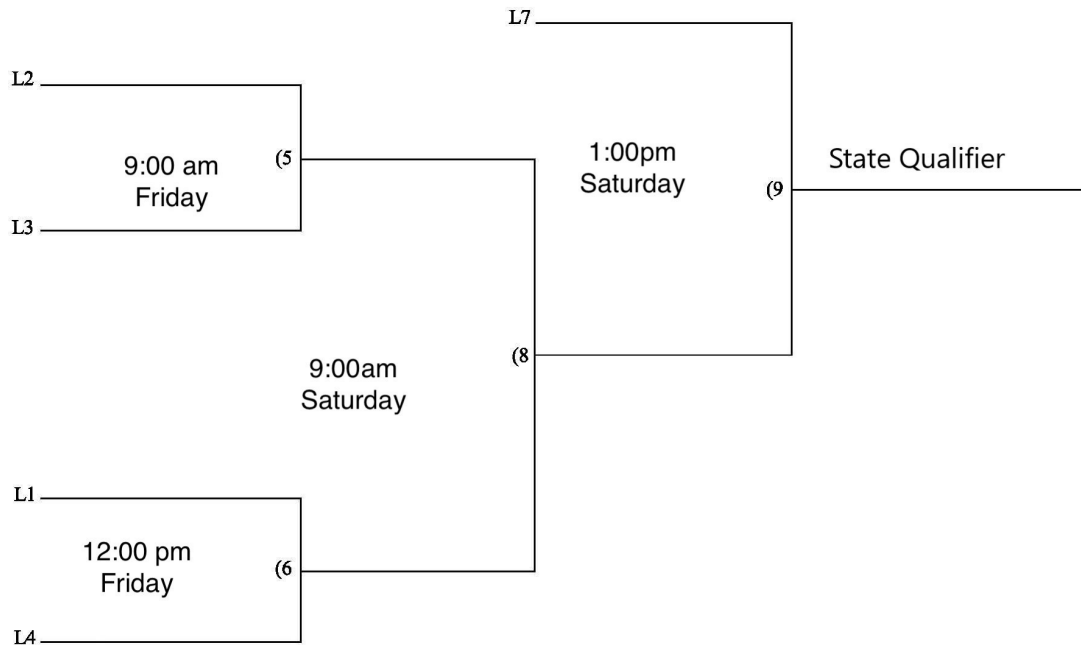 L7
L2
9:00 am
Friday
(5
L3
1:00pm
Saturday
(9
State Qualifier
9:00am
Saturday
(8
L1
12:00 pm
Friday
(6
L4